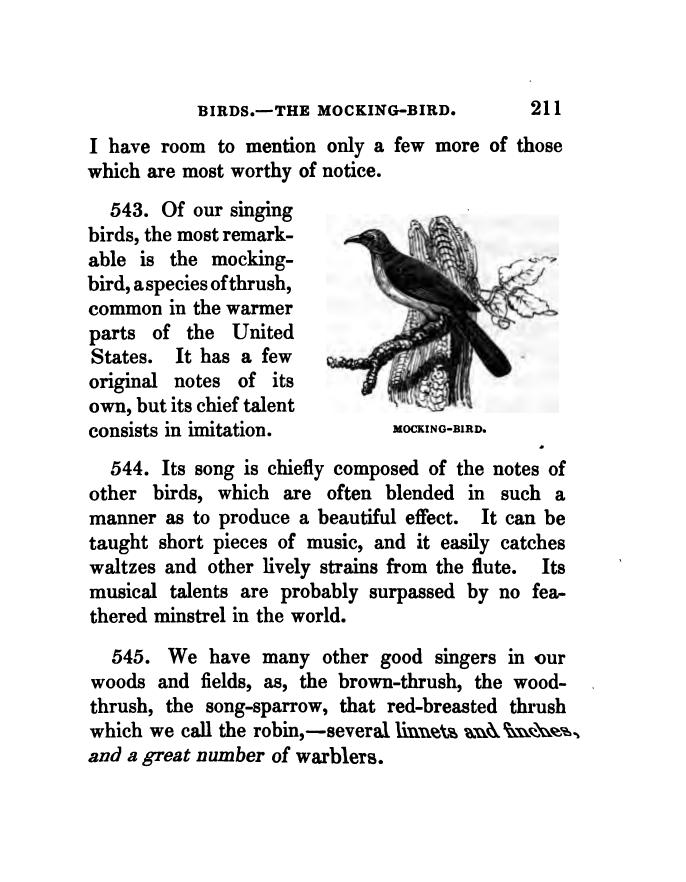 BIRDS.—THE MOCKING-BIRD. 211
I have room to mention only a few more of those
which are most worthy of notice.
543. Of our singing
birds, the most remark-
able is the mocking-
bird, a species of thrush,
common in the warmer
parts of the United
States. It has a few
original notes of its
own, but its chief talent
consists in imitation.
MOCKING-BIRD.
544. Its song is chiefly composed of the notes of
other birds, which are often blended in such a
manner as to produce a beautiful effect. It can be
taught short pieces of music, and it easily catches
waltzes and other lively strains from the flute. Its
musical talents are probably surpassed by no fea-
thered minstrel in the world.
545. We have many other good singers in our
woods and fields, as, the brown-thrush, the wood-
thrush, the song-sparrow, that red-breasted thrush
which we call the robin,—several linnets and finches,
and a great number of warblers.